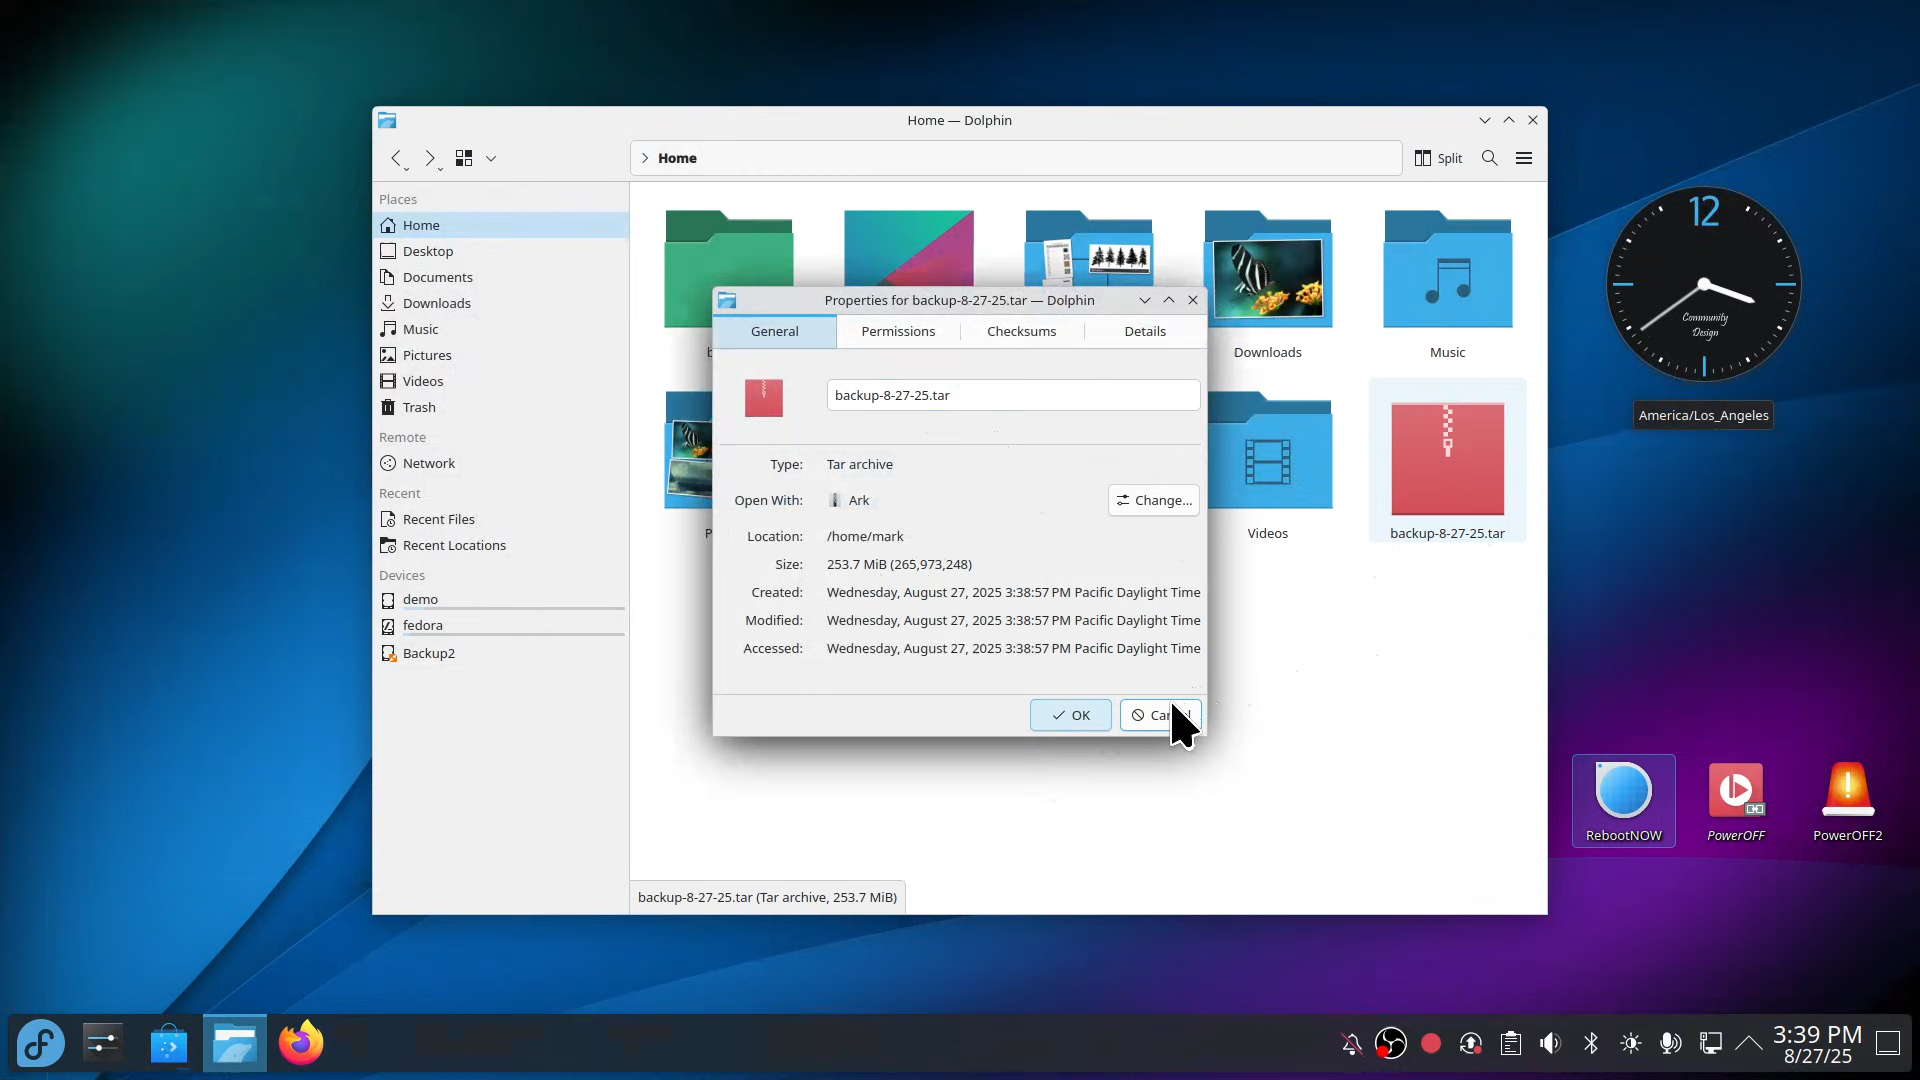 Home — Dolphin
Home
Split
Places
Home
Desktop
Documents
Downloads
Music
Pictures
Videos
Trash
Remote
Network
Recent
Recent Files
Recent Locations
Devices
demo
fedora
Backup2
Downloads
Music
Videos
backup-8-27-25.tar
Properties for backup-8-27-25.tar — Dolphin
General
Permissions
Checksums
Details
backup-8-27-25.tar
Type: Tar archive
Open With: Ark
Change...
Location: /home/mark
Size: 253.7 MiB (265,973,248)
Created: Wednesday, August 27, 2025 3:38:57 PM Pacific Daylight Time
Modified: Wednesday, August 27, 2025 3:38:57 PM Pacific Daylight Time
Accessed: Wednesday, August 27, 2025 3:38:57 PM Pacific Daylight Time
OK
backup-8-27-25.tar (Tar archive, 253.7 MiB)
12
Community
Design
America/Los_Angeles
RebootNOW
PowerOFF
PowerOFF2
3:39 PM
8/27/25